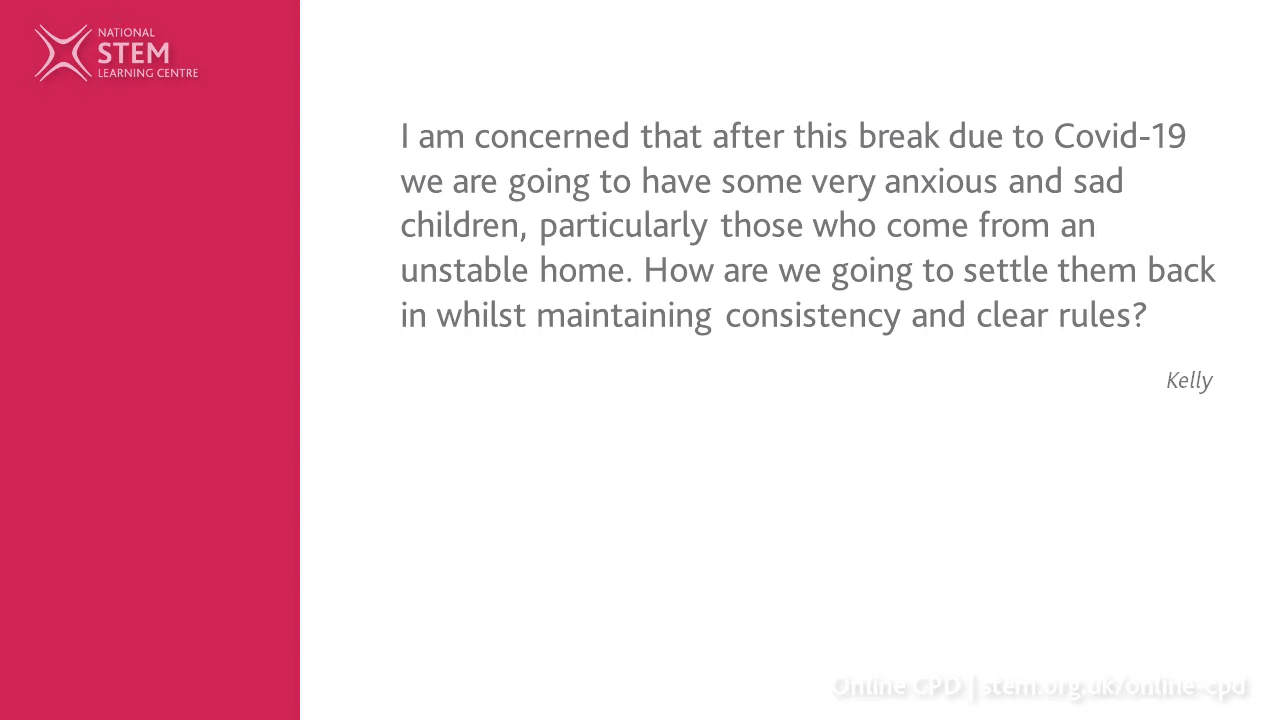 NATIONAL
STEM
LEARNING CENTRE
I am concerned that after this break due to Covid-19
we are going to have some very anxious and sad
children, particularly those who come from an
unstable home. How are we going to settle them back
in whilst maintaining consistency and clear rules?
Kelly
Online CPD | stem.org.uk/online-cpd